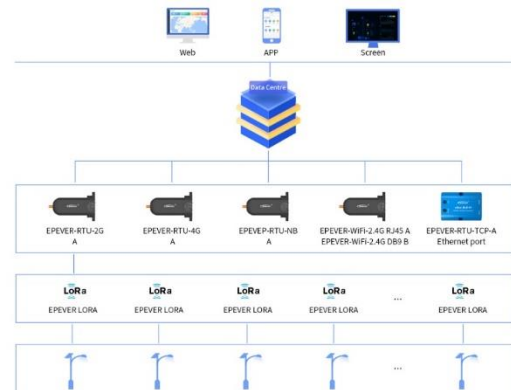 Web APP Screen
Data Centre
EPEVER-RTU-2G EPEVER-RTU-4G EPEVEP-RTU-NB EPEVER-WiFi-2.4G RJ45 A EPEVER-RTU-TCP-A
A A A EPEVER-WiFi-2.4G DB9 B Ethernet port
LoRa LoRa LoRa LoRa LoRa
EPEVER LORA EPEVER LORA EPEVER LORA EPEVER LORA ... EPEVER LORA
...